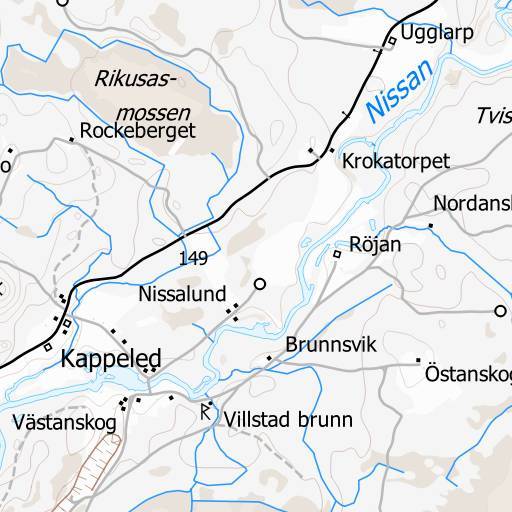 Ugglarp
Rikusas-
mossen
Nissan
Rockeberget
Tvis
Krokatorpet
o
Nordansk
Röjan
149
Nissalund
k
Brunnsvik
Kappeled
Östanskog
Västanskog
Villstad brunn